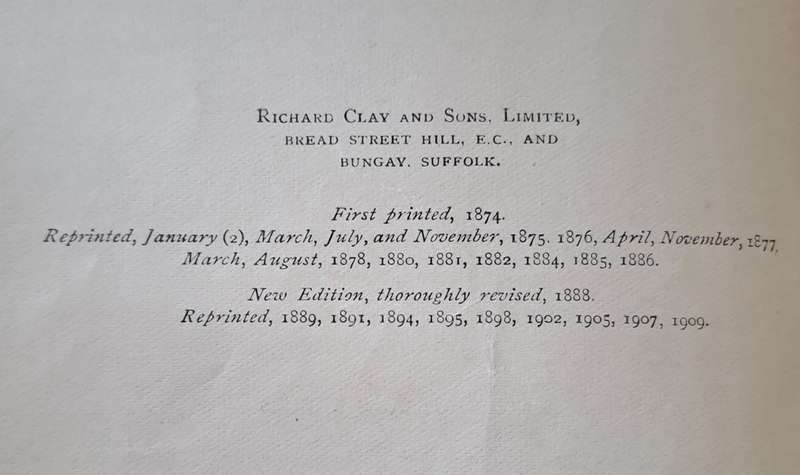 Richard Clay and Sons, Limited,
BREAD STREET HILL, E.C., AND
BUNGAY, SUFFOLK.
First printed, 1874.
Reprinted, January (2), March, July, and November, 1875. 1876, April, November, 1877,
March, August, 1878, 1880, 1881, 1882, 1884, 1885, 1886.
New Edition, thoroughly revised, 1888.
Reprinted, 1889, 1891, 1894, 1895, 1898, 1902, 1905, 1907, 1909.